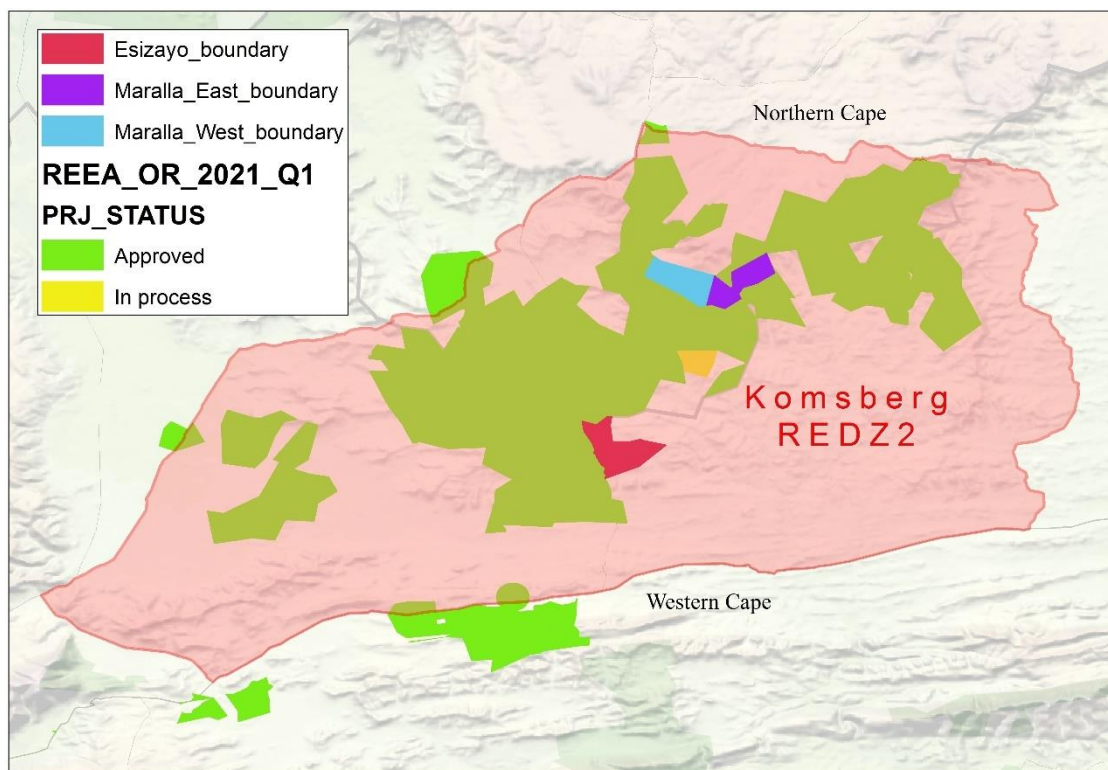 Esizayo_boundary
Maralla_East_boundary
Maralla_West_boundary
REEA_OR_2021_Q1
PRJ_STATUS
Approved
In process
Northern Cape
Komsberg
REDZ2
Western Cape